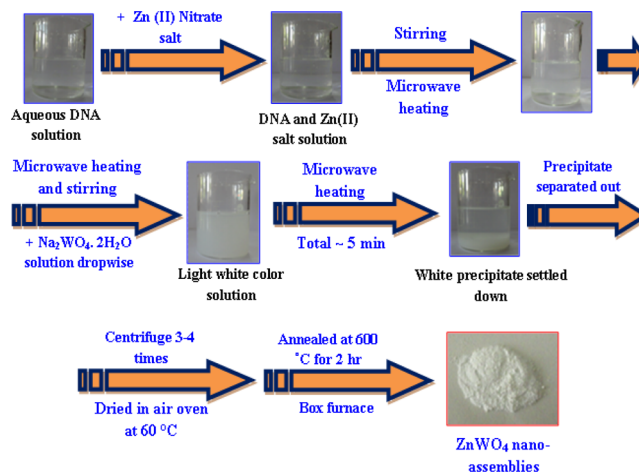 + Zn (II) Nitrate
salt
Aqueous DNA
solution
DNA and Zn(II)
salt solution
Stirring
Microwave
heating
Microwave heating
and stirring
+ Na₂WO₄. 2H₂O
solution dropwise
Light white color
solution
Microwave
heating
Total ~ 5 min
White precipitate settled
down
Precipitate
separated out
Centrifuge 3-4
times
Dried in air oven
at 60 °C
Annealed at 600
˚C for 2 hr
Box furnace
ZnWO₄ nano-
assemblies